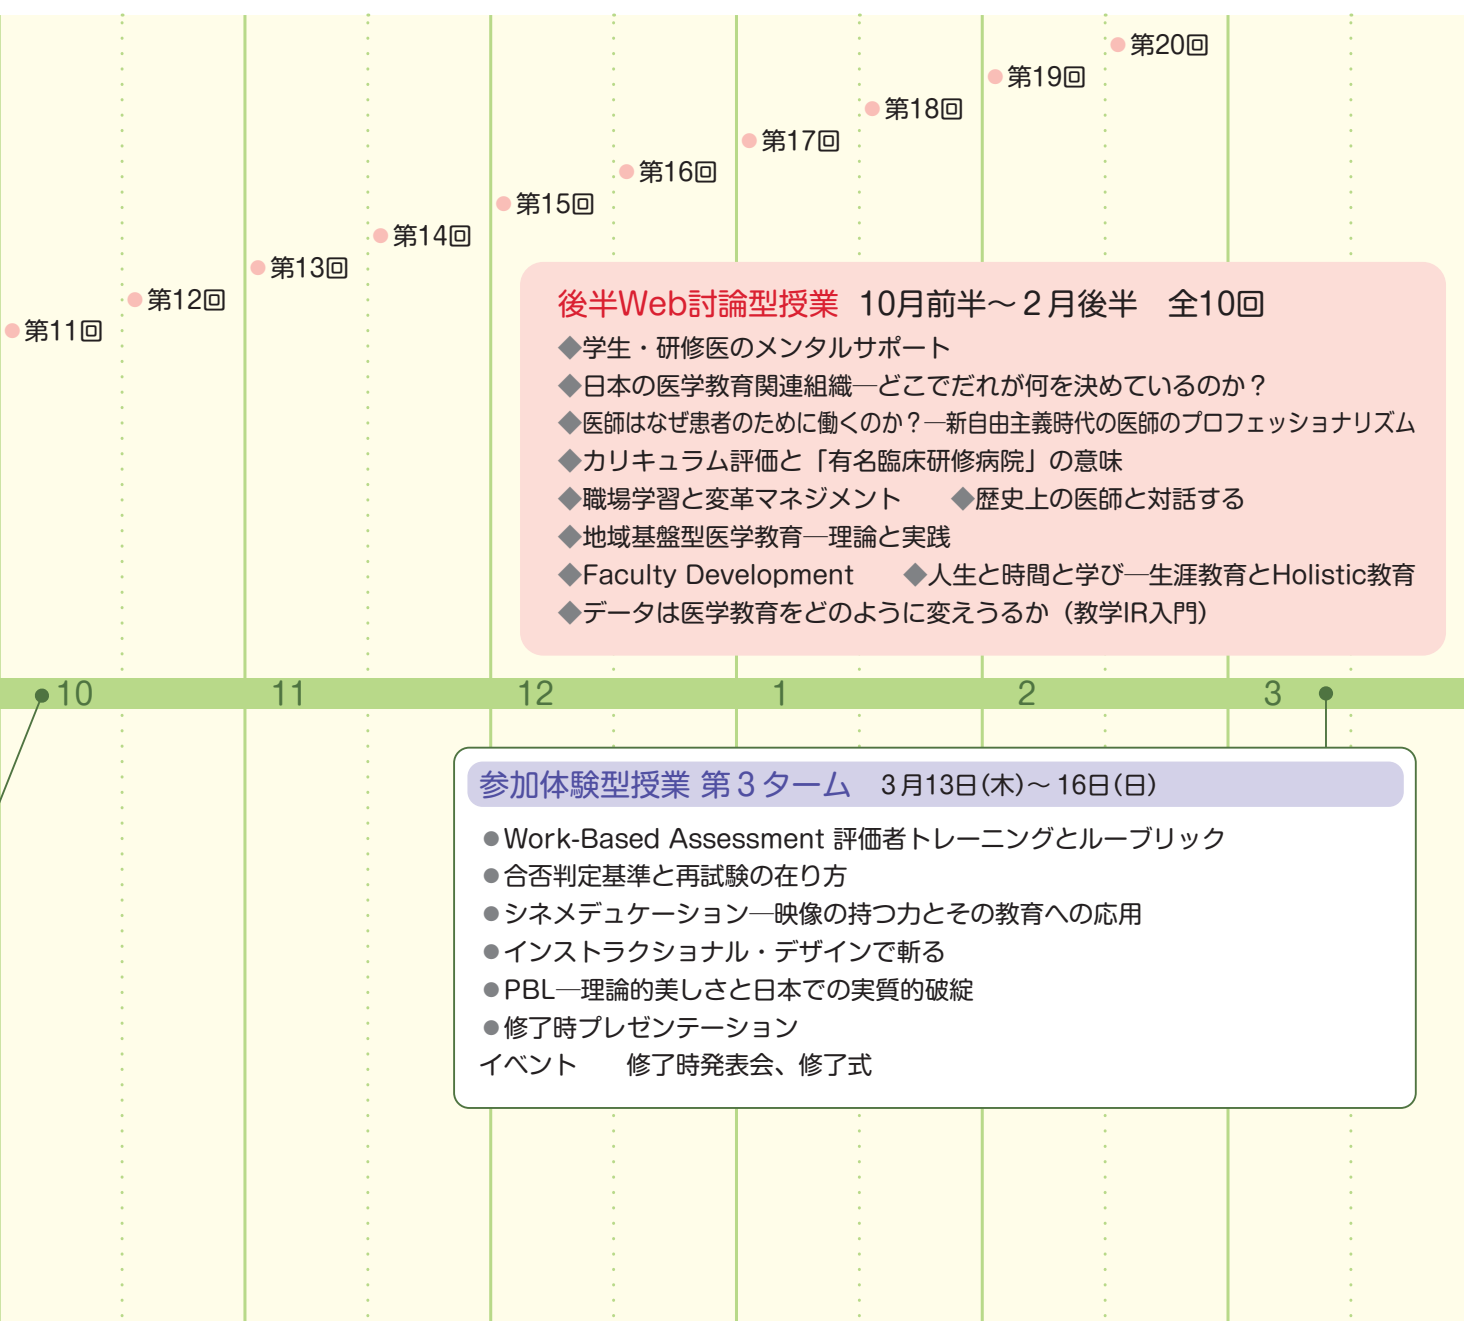 第20回
第19回
第18回
第17回
第16回
第15回
第14回
第13回
第12回
第11回
後半Web討論型授業 10月前半〜2月後半 全10回
◆学生・研修医のメンタルサポート
◆日本の医学教育関連組織―どこでだれが何を決めているのか？
◆医師はなぜ患者のために働くのか？―新自由主義時代の医師のプロフェッショナリズム
◆カリキュラム評価と「有名臨床研修病院」の意味
◆職場学習と変革マネジメント ◆歴史上の医師と対話する
◆地域基盤型医学教育―理論と実践
◆Faculty Development ◆人生と時間と学び―生涯教育とHolistic教育
◆データは医学教育をどのように変えうるか（教学IR入門）
10 11 12 1 2 3
参加体験型授業 第3ターム 3月13日(木)〜16日(日)
●Work-Based Assessment 評価者トレーニングとルーブリック
●合否判定基準と再試験の在り方
●シネメデュケーション―映像の持つ力とその教育への応用
●インストラクショナル・デザインで斬る
●PBL―理論的美しさと日本での実質的破綻
●修了時プレゼンテーション
イベント 修了時発表会、修了式